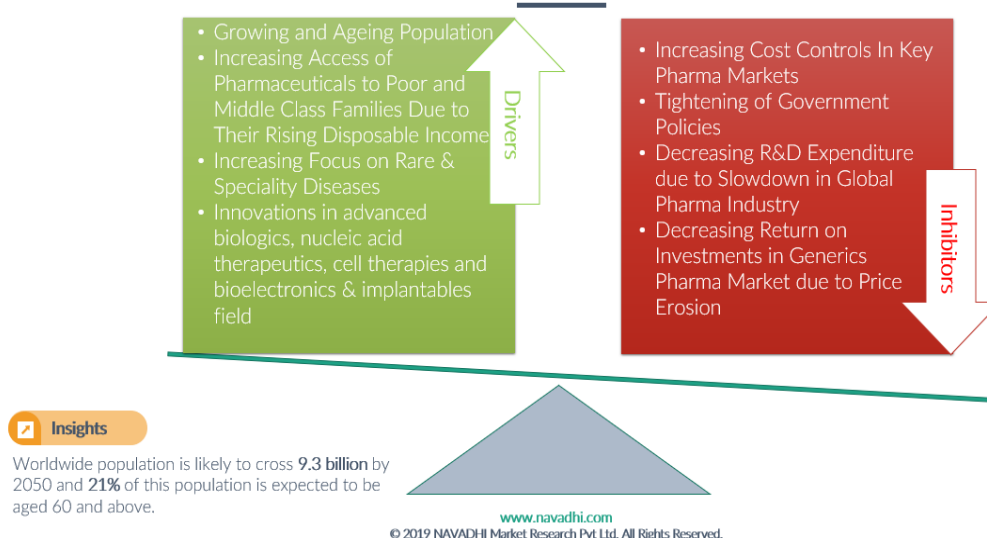 • Growing and Ageing Population
• Increasing Access of
Pharmaceuticals to Poor and
Middle Class Families Due to
Their Rising Disposable Income
• Increasing Focus on Rare &
Speciality Diseases
• Innovations in advanced
biologics, nucleic acid
therapeutics, cell therapies and
bioelectronics & implantables
field
Drivers
• Increasing Cost Controls In Key
Pharma Markets
• Tightening of Government
Policies
• Decreasing R&D Expenditure
due to Slowdown in Global
Pharma Industry
• Decreasing Return on
Investments in Generics
Pharma Market due to Price
Erosion
Inhibitors
Insights
Worldwide population is likely to cross 9.3 billion by
2050 and 21% of this population is expected to be
aged 60 and above.
www.navadhi.com
© 2019 NAVADHI Market Research Pvt Ltd. All Rights Reserved.